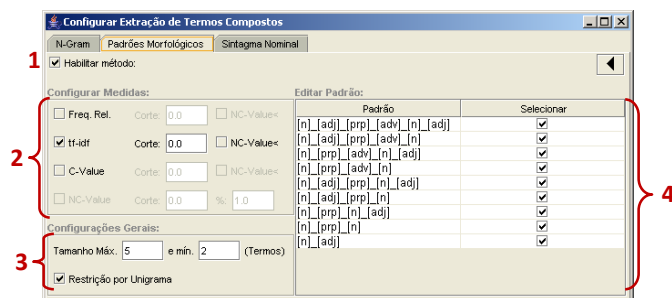 Configurar Extração de Termos Compostos
N-Gram Padrões Morfológicos Sintagma Nominal
1 Habilitar método:
Configurar Medidas:
Freq. Rel. Corte: 0.0 NC-Value<
tf-idf Corte: 0.0 NC-Value<
C-Value Corte: 0.0 NC-Value<
NC-Value Corte: 0.0 %: 1.0
2
Configurações Gerais:
Tamanho Máx. 5 e mín. 2 (Termos)
Restrição por Unigrama
3
Editar Padrão:
Padrão Selecionar
[n]_[adj]_[prp]_[adv]_[n]_[adj]
[n]_[adj]_[prp]_[adv]_[n]
[n]_[prp]_[adv]_[n]_[adj]
[n]_[prp]_[adv]_[n]
[n]_[adj]_[prp]_[n]_[adj]
[n]_[adj]_[prp]_[n]
[n]_[prp]_[n]_[adj]
[n]_[prp]_[n]
[n]_[adj]
4